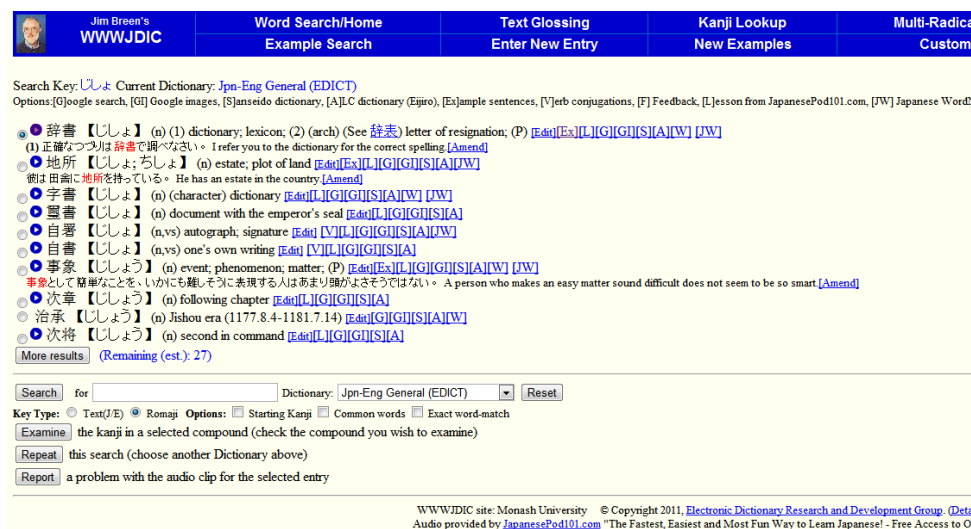 Jim Breen's
WWWJDIC
Word Search/Home Text Glossing Kanji Lookup Multi-Radica
Example Search Enter New Entry New Examples Custom
Search Key: じしょ Current Dictionary: Jpn-Eng General (EDICT)
Options:[G]oogle search, [GI] Google images, [S]anseido dictionary, [A]LC dictionary (Eijiro), [Ex]ample sentences, [V]erb conjugations, [F] Feedback, [L]esson from JapanesePod101.com, [JW] Japanese WordN
辞書 【じしょ】 (n) (1) dictionary; lexicon; (2) (arch) (See 辞表) letter of resignation; (P) [Edit][Ex][L][G][GI][S][A][W] [JW]
(1) 正確なつづりは辞書で調べなさい。 I refer you to the dictionary for the correct spelling.[Amend]
地所 【じしょ; ちしょ】 (n) estate; plot of land [Edit][Ex][L][G][GI][S][A][JW]
彼は田舎に地所を持っている。 He has an estate in the country.[Amend]
字書 【じしょ】 (n) (character) dictionary [Edit][L][G][GI][S][A][W] [JW]
璽書 【じしょ】 (n) document with the emperor's seal [Edit][L][G][GI][S][A]
自署 【じしょ】 (n,vs) autograph; signature [Edit] [V][L][G][GI][S][A][JW]
自書 【じしょ】 (n,vs) one's own writing [Edit] [V][L][G][GI][S][A]
事象 【じしょう】 (n) event; phenomenon; matter; (P) [Edit][Ex][L][G][GI][S][A][W] [JW]
事象として簡単なことを、いかにも難しそうに表現する人はあまり頭がよさそうではない。 A person who makes an easy matter sound difficult does not seem to be so smart.[Amend]
次章 【じしょう】 (n) following chapter [Edit][L][G][GI][S][A]
治承 【じしょう】 (n) Jishou era (1177.8.4-1181.7.14) [Edit][G][GI][S][A][W]
次将 【じしょう】 (n) second in command [Edit][L][G][GI][S][A]
More results (Remaining (est.): 27)
Search for Dictionary: Jpn-Eng General (EDICT) Reset
Key Type: Text(J/E) Romaji Options: Starting Kanji Common words Exact word-match
Examine the kanji in a selected compound (check the compound you wish to examine)
Repeat this search (choose another Dictionary above)
Report a problem with the audio clip for the selected entry
WWWJDIC site: Monash University © Copyright 2011, Electronic Dictionary Research and Development Group. (Deta
Audio provided by JapanesePod101.com "The Fastest, Easiest and Most Fun Way to Learn Japanese! - Free Access to O